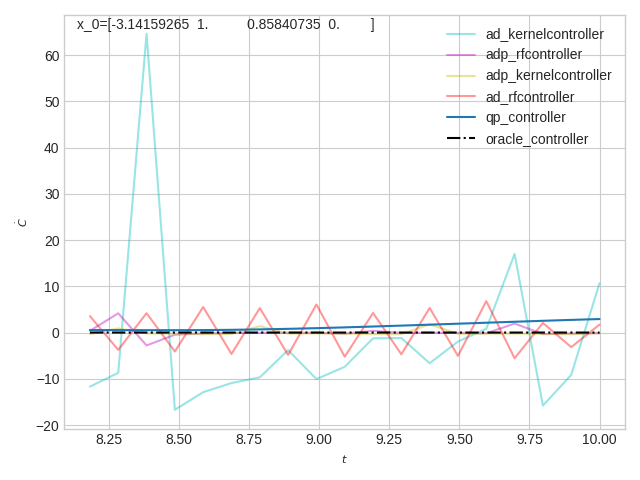 x_0=[-3.14159265 1. 0.85840735 0. ]
ad_kernelcontroller
adp_rfcontroller
adp_kernelcontroller
ad_rfcontroller
qp_controller
oracle_controller
60
50
40
30
20
10
0
−10
−20
Ċ
8.25 8.50 8.75 9.00 9.25 9.50 9.75 10.00
t